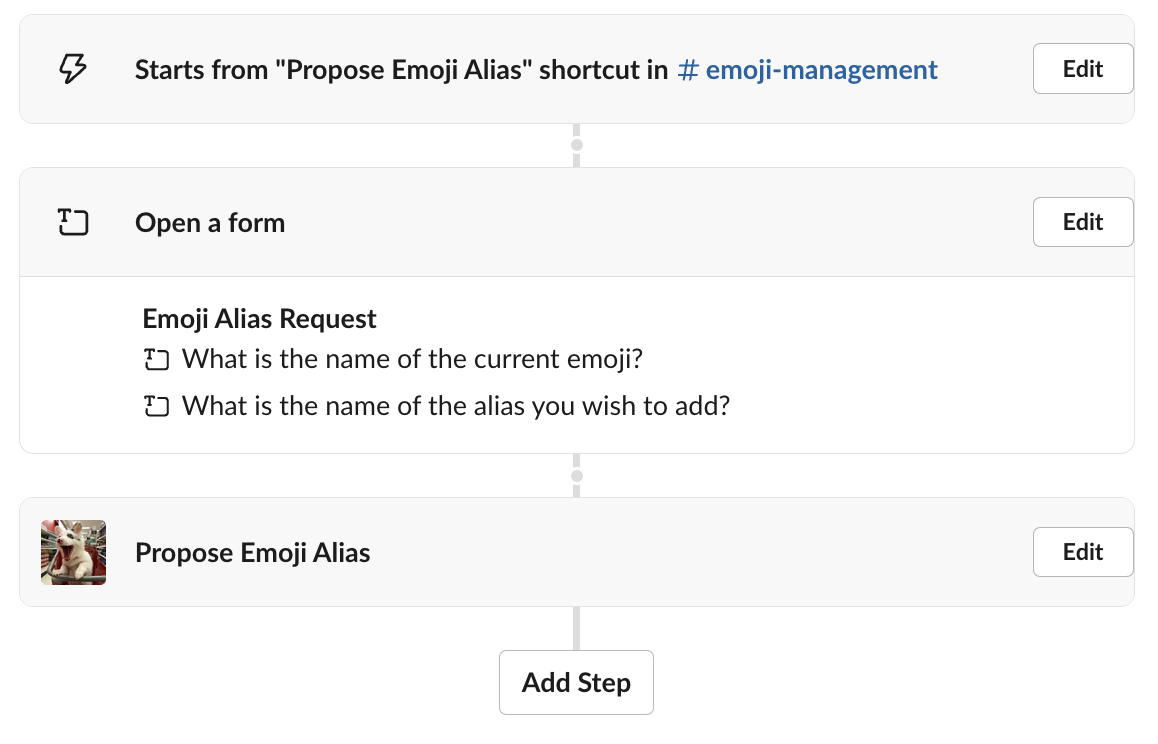 Starts from "Propose Emoji Alias" shortcut in # emoji-management
Edit
Open a form
Edit
Emoji Alias Request
What is the name of the current emoji?
What is the name of the alias you wish to add?
Propose Emoji Alias
Edit
Add Step